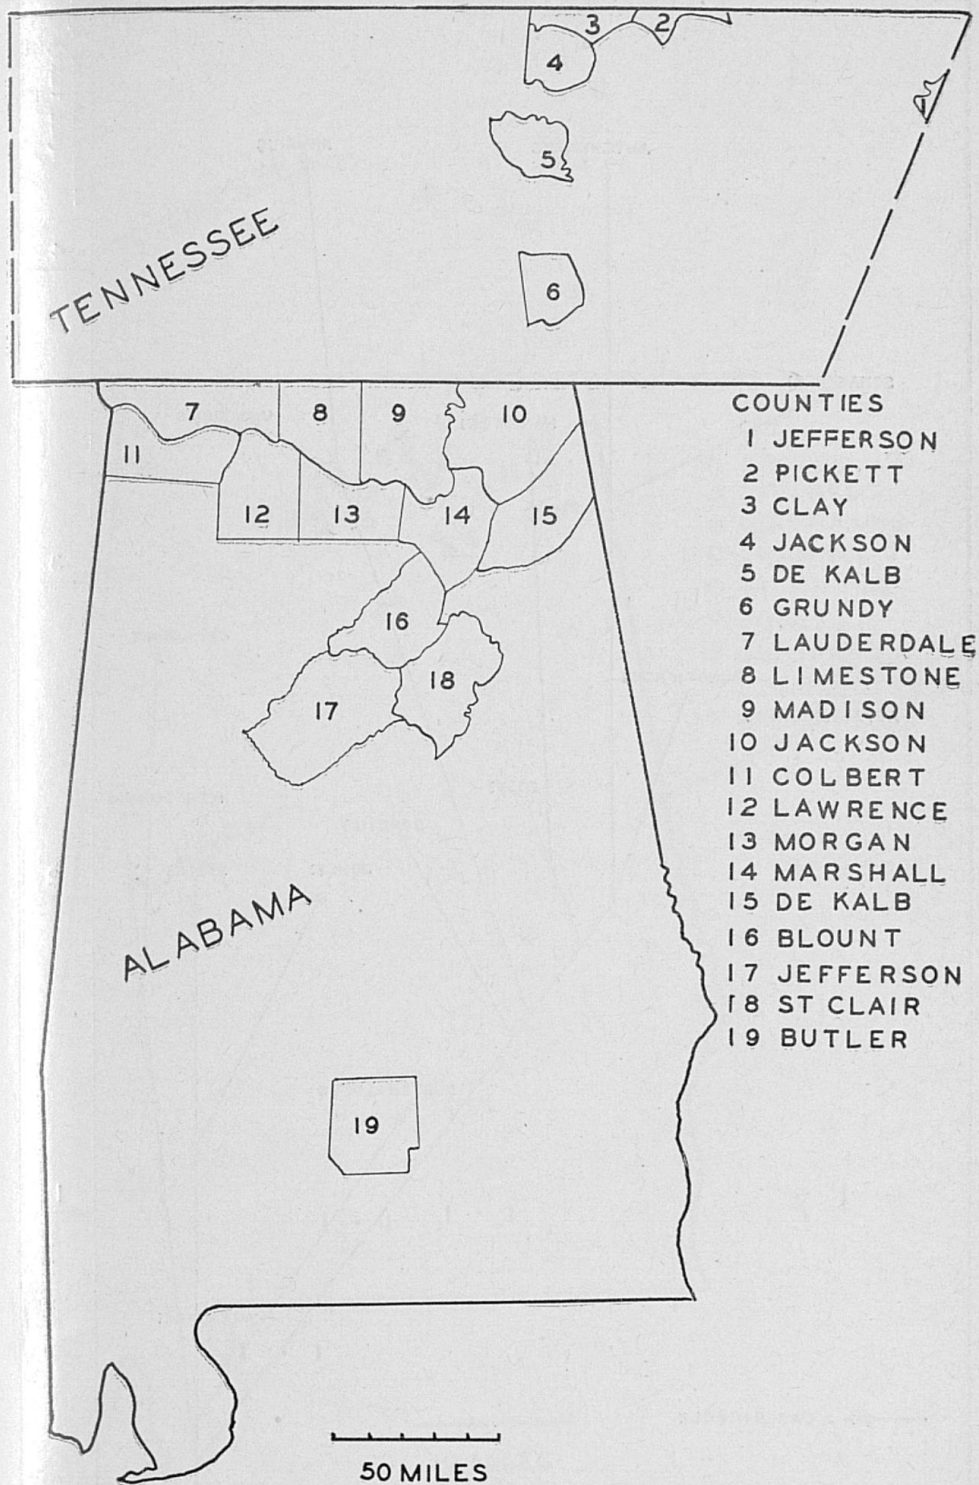 3
2
4
1
5
TENNESSEE
6
7
8
9
10
11
12
13
14
15
16
17
18
ALABAMA
19
COUNTIES
1 JEFFERSON
2 PICKETT
3 CLAY
4 JACKSON
5 DE KALB
6 GRUNDY
7 LAUDERDALE
8 LIMESTONE
9 MADISON
10 JACKSON
11 COLBERT
12 LAWRENCE
13 MORGAN
14 MARSHALL
15 DE KALB
16 BLOUNT
17 JEFFERSON
18 ST CLAIR
19 BUTLER
50 MILES